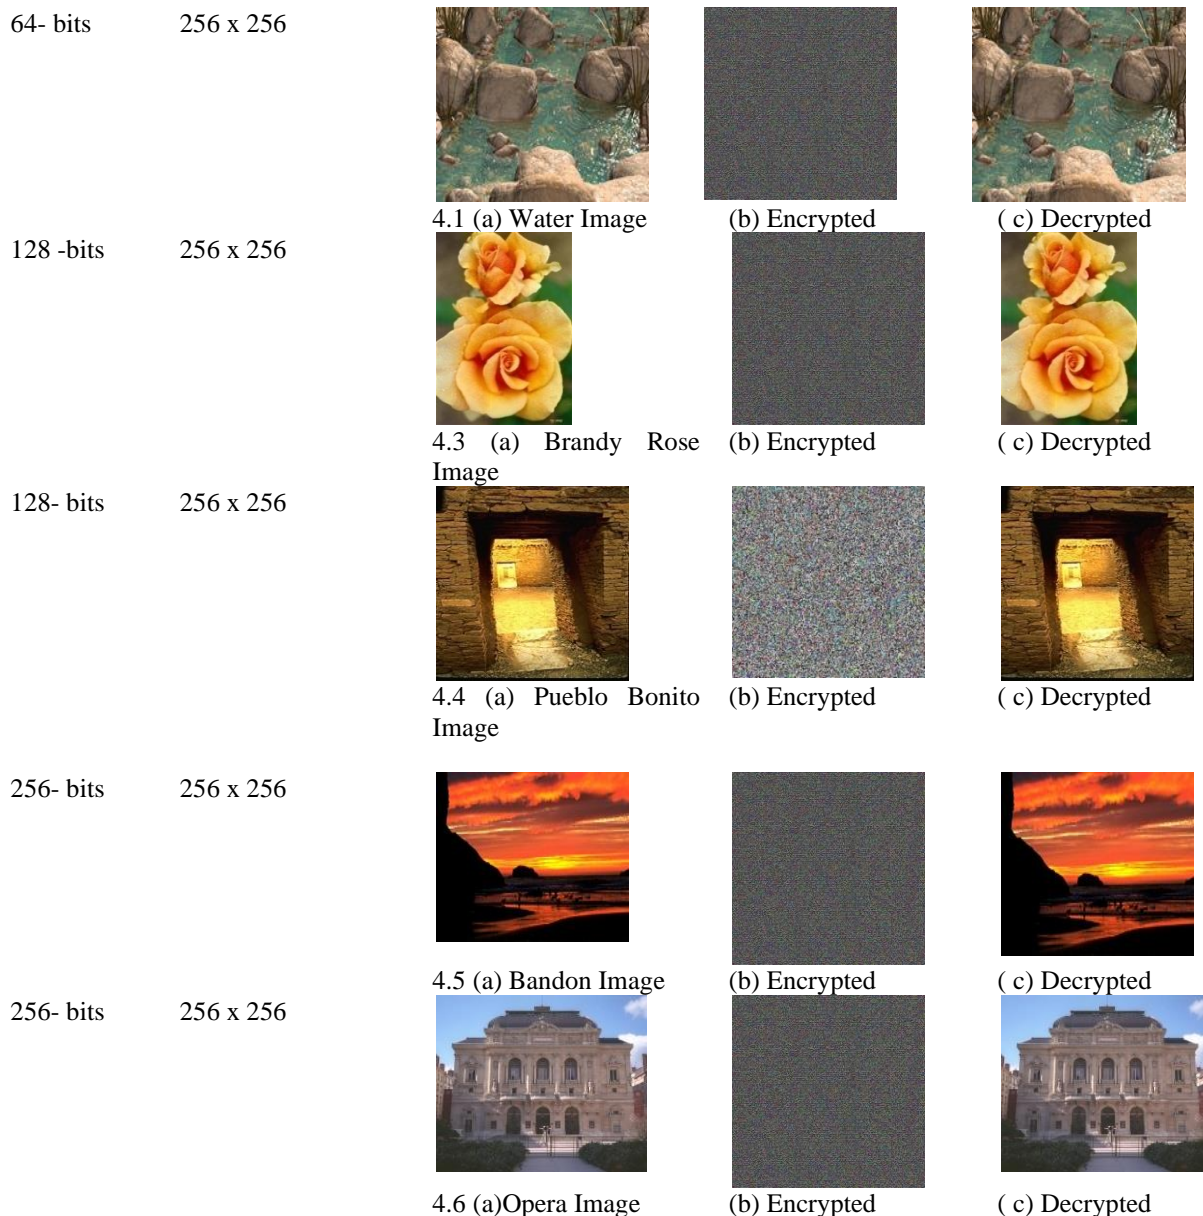 64- bits 256 x 256
4.1 (a) Water Image (b) Encrypted ( c) Decrypted
128 -bits 256 x 256
4.3 (a) Brandy Rose Image (b) Encrypted ( c) Decrypted
128- bits 256 x 256
4.4 (a) Pueblo Bonito Image (b) Encrypted ( c) Decrypted
256- bits 256 x 256
4.5 (a) Bandon Image (b) Encrypted ( c) Decrypted
256- bits 256 x 256
4.6 (a)Opera Image (b) Encrypted ( c) Decrypted